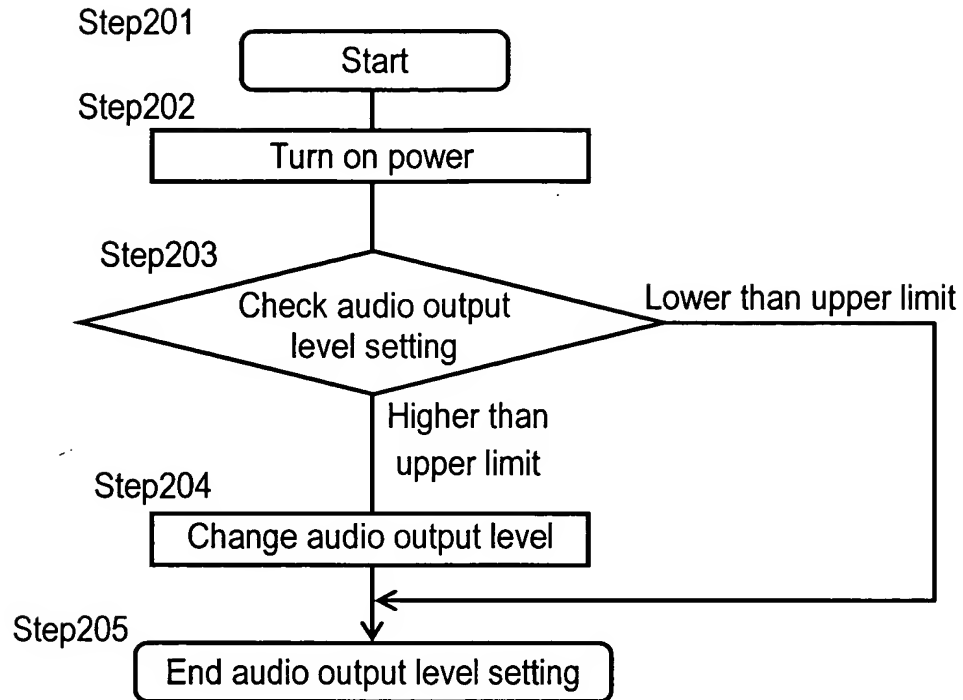 Step201
Start
Step202
Turn on power
Step203
Check audio output
level setting
Lower than upper limit
Higher than
upper limit
Step204
Change audio output level
Step205
End audio output level setting